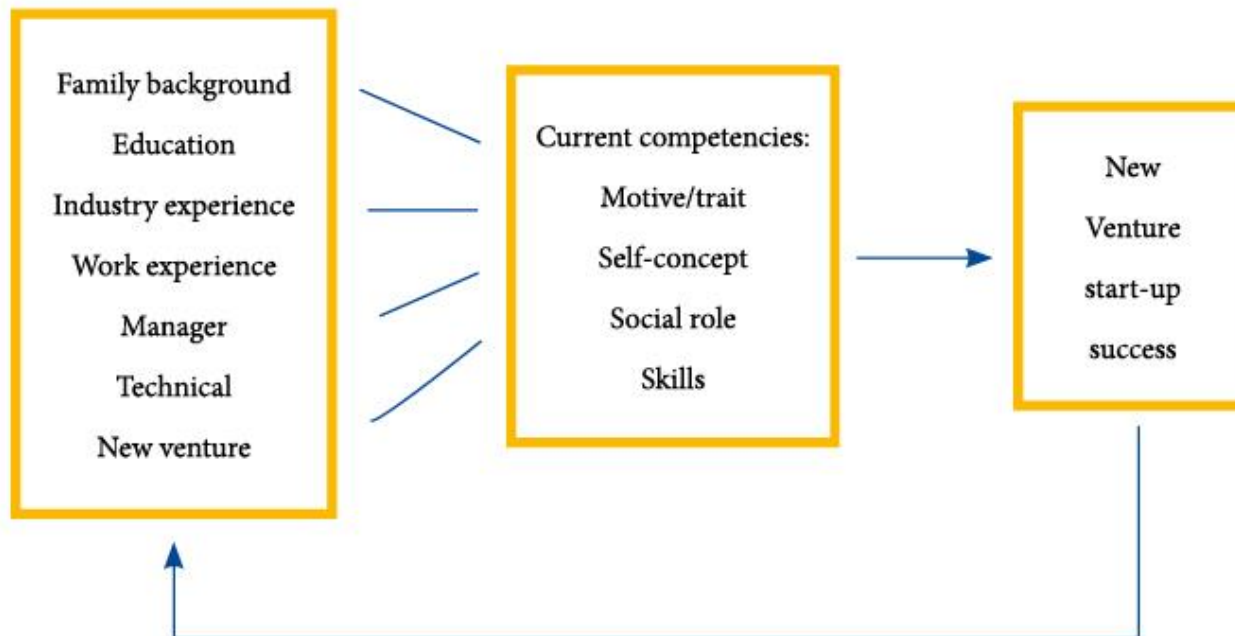 Family background
Education
Industry experience
Work experience
Manager
Technical
New venture
Current competencies:
Motive/trait
Self-concept
Social role
Skills
New
Venture
start-up
success